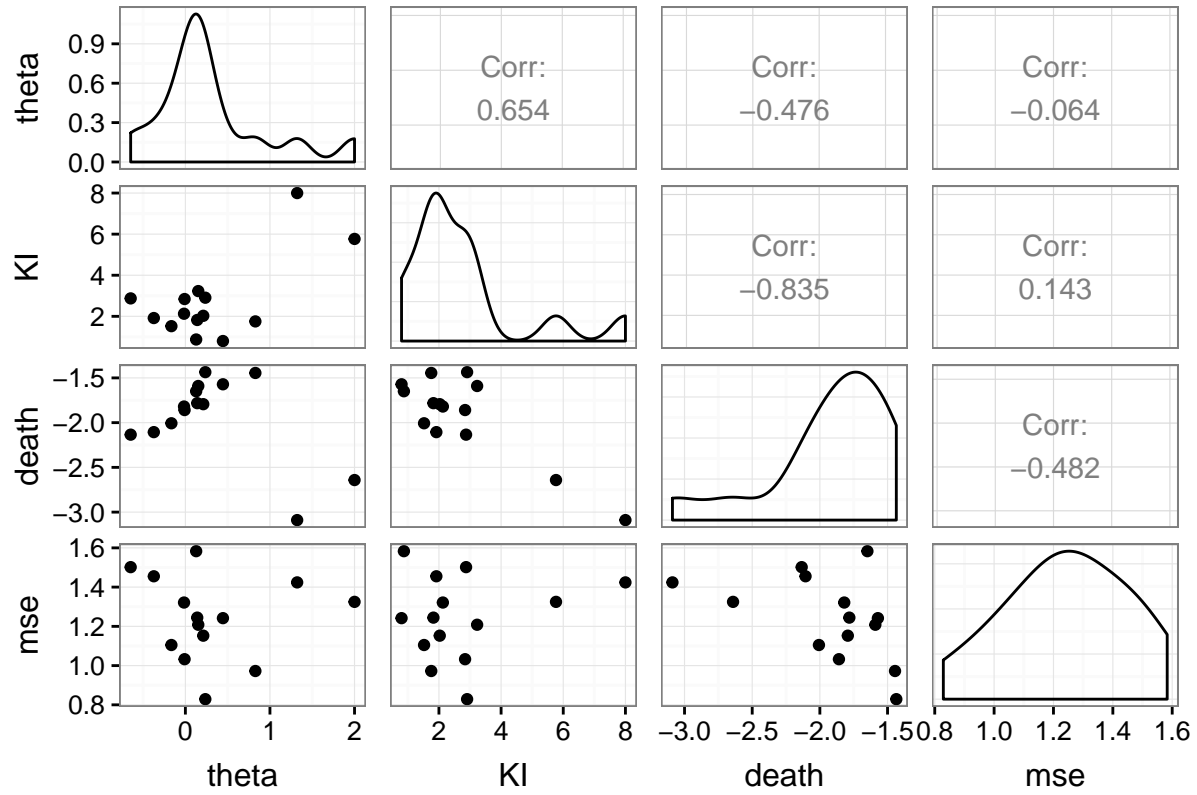 theta
0.9
0.6
0.3
0.0
Corr:
0.654
Corr:
−0.476
Corr:
−0.064
KI
8
6
4
2
Corr:
−0.835
Corr:
0.143
death
−1.5
−2.0
−2.5
−3.0
Corr:
−0.482
mse
1.6
1.4
1.2
1.0
0.8
0 1 2
2 4 6 8
−3.0 −2.5 −2.0 −1.5
0.8 1.0 1.2 1.4 1.6
theta KI death mse